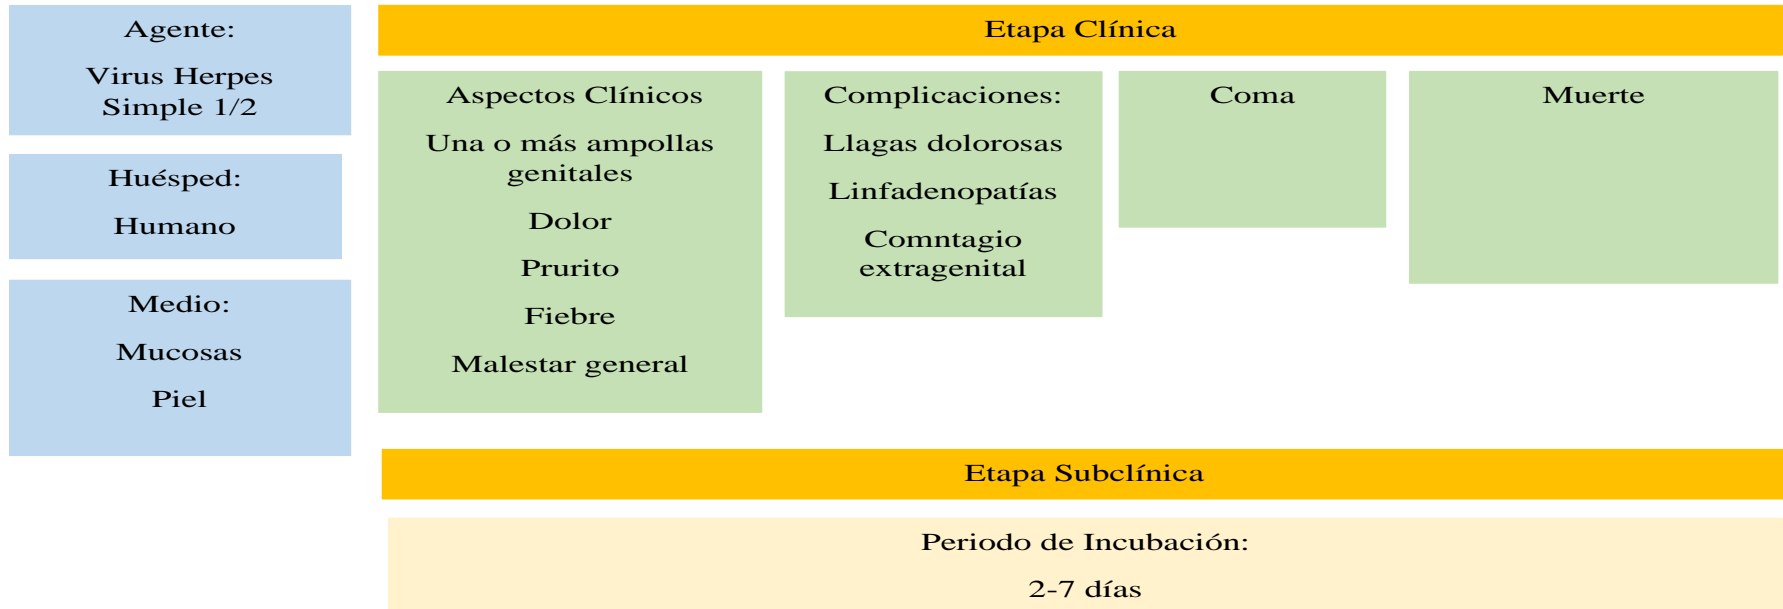 Agente:
Virus Herpes
Simple 1/2
Huésped:
Humano
Medio:
Mucosas
Piel
Etapa Clínica
Aspectos Clínicos
Una o más ampollas
genitales
Dolor
Prurito
Fiebre
Malestar general
Complicaciones:
Llagas dolorosas
Linfadenopatías
Comntagio
extragenital
Coma
Muerte
Etapa Subclínica
Periodo de Incubación:
2-7 días